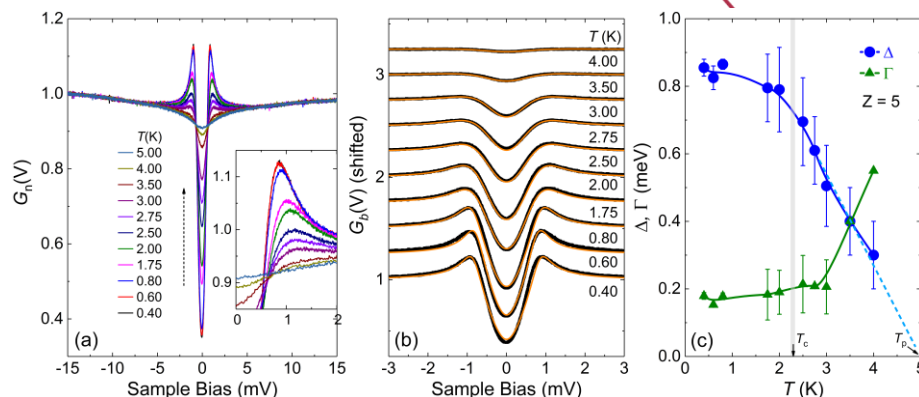 1.2
1.0
0.8
0.6
0.4
Gn(V)
T(K)
5.00
4.00
3.50
3.00
2.75
2.50
2.00
1.75
0.80
0.60
0.40
1.1
1.0
0.9
0 1 2
(a)
-15 -10 -5 0 5 10 15
Sample Bias (mV)
3
2
1
Gb(V) (shifted)
T (K)
4.00
3.50
3.00
2.75
2.50
2.00
1.75
0.80
0.60
0.40
(b)
-3 -2 -1 0 1 2 3
Sample Bias (mV)
1.0
0.8
0.6
0.4
0.2
0.0
Δ, Γ (meV)
Δ
Γ
Z = 5
(c)
Tc
Tp
0 1 2 3 4 5
T (K)